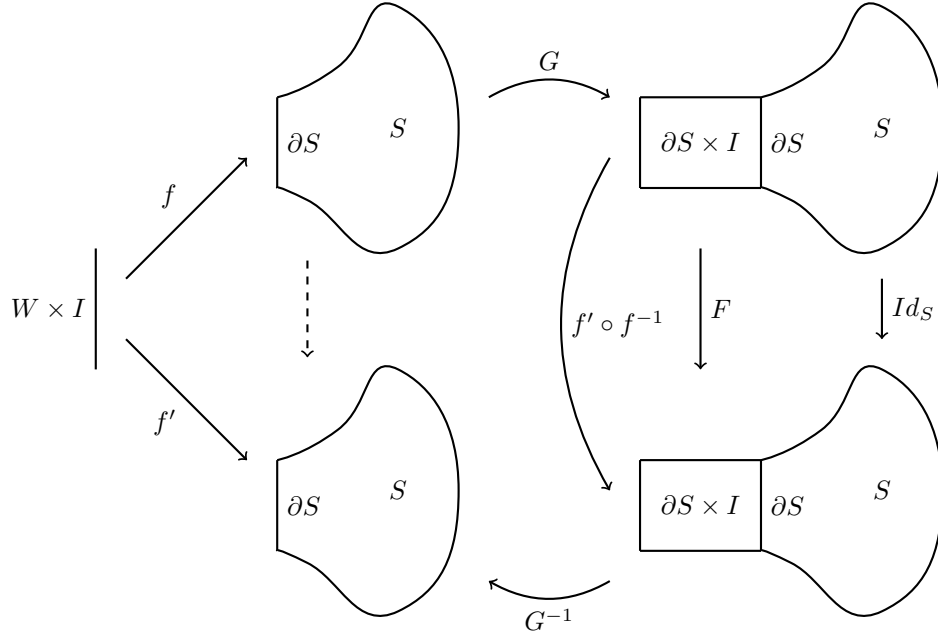 G
∂S
S
∂S × I
∂S
S
f
W × I
f' ∘ f⁻¹
F
Id_S
f'
∂S
S
∂S × I
∂S
S
G⁻¹